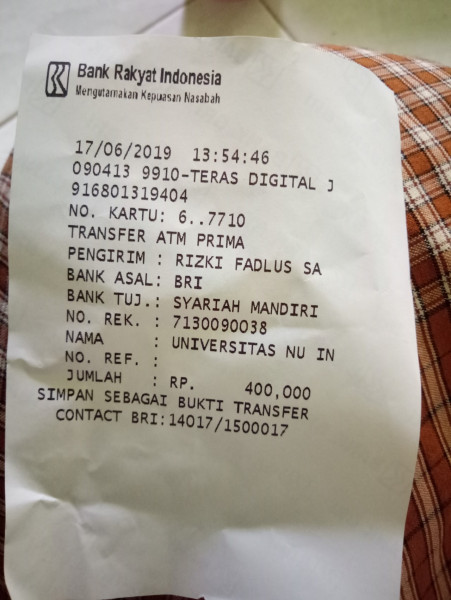 Bank Rakyat Indonesia
Mengutamakan Kepuasan Nasabah
17/06/2019 13:54:46
090413 9910-TERAS DIGITAL J
916801319404
NO. KARTU: 6..7710
TRANSFER ATM PRIMA
PENGIRIM : RIZKI FADLUS SA
BANK ASAL: BRI
BANK TUJ.: SYARIAH MANDIRI
NO. REK. : 7130090038
NAMA : UNIVERSITAS NU IN
NO. REF. :
JUMLAH : RP. 400,000
SIMPAN SEBAGAI BUKTI TRANSFER
CONTACT BRI:14017/1500017